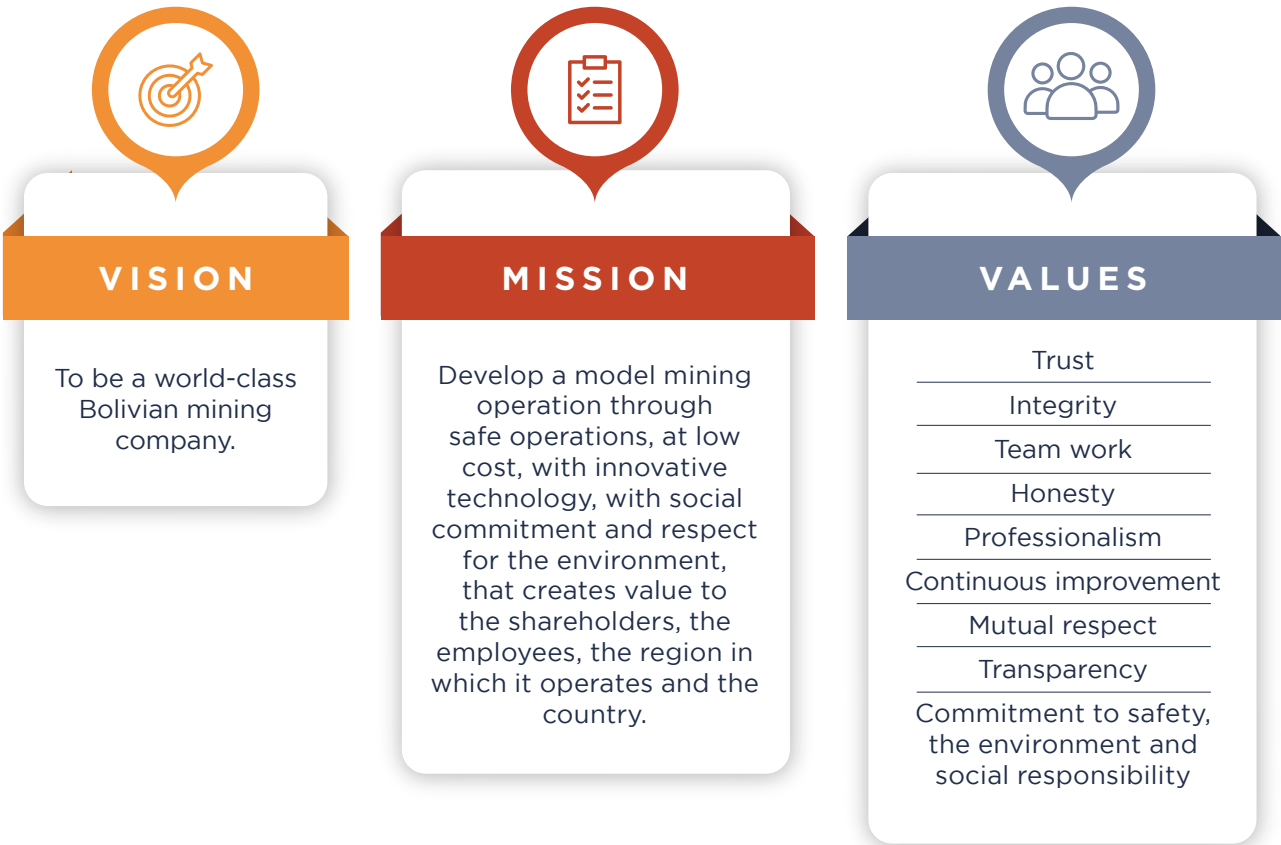 VISION
To be a world-class
Bolivian mining
company.
MISSION
Develop a model mining
operation through
safe operations, at low
cost, with innovative
technology, with social
commitment and respect
for the environment,
that creates value to
the shareholders, the
employees, the region in
which it operates and the
country.
VALUES
Trust
Integrity
Team work
Honesty
Professionalism
Continuous improvement
Mutual respect
Transparency
Commitment to safety,
the environment and
social responsibility